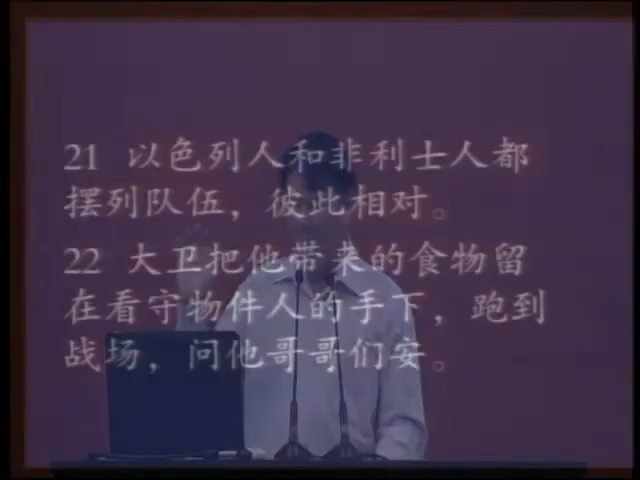 21 以色列人和非利士人都
摆列队伍，彼此相对。
22 大卫把他带来的食物留
在看守物件人的手下，跑到
战场，问他哥哥们安。